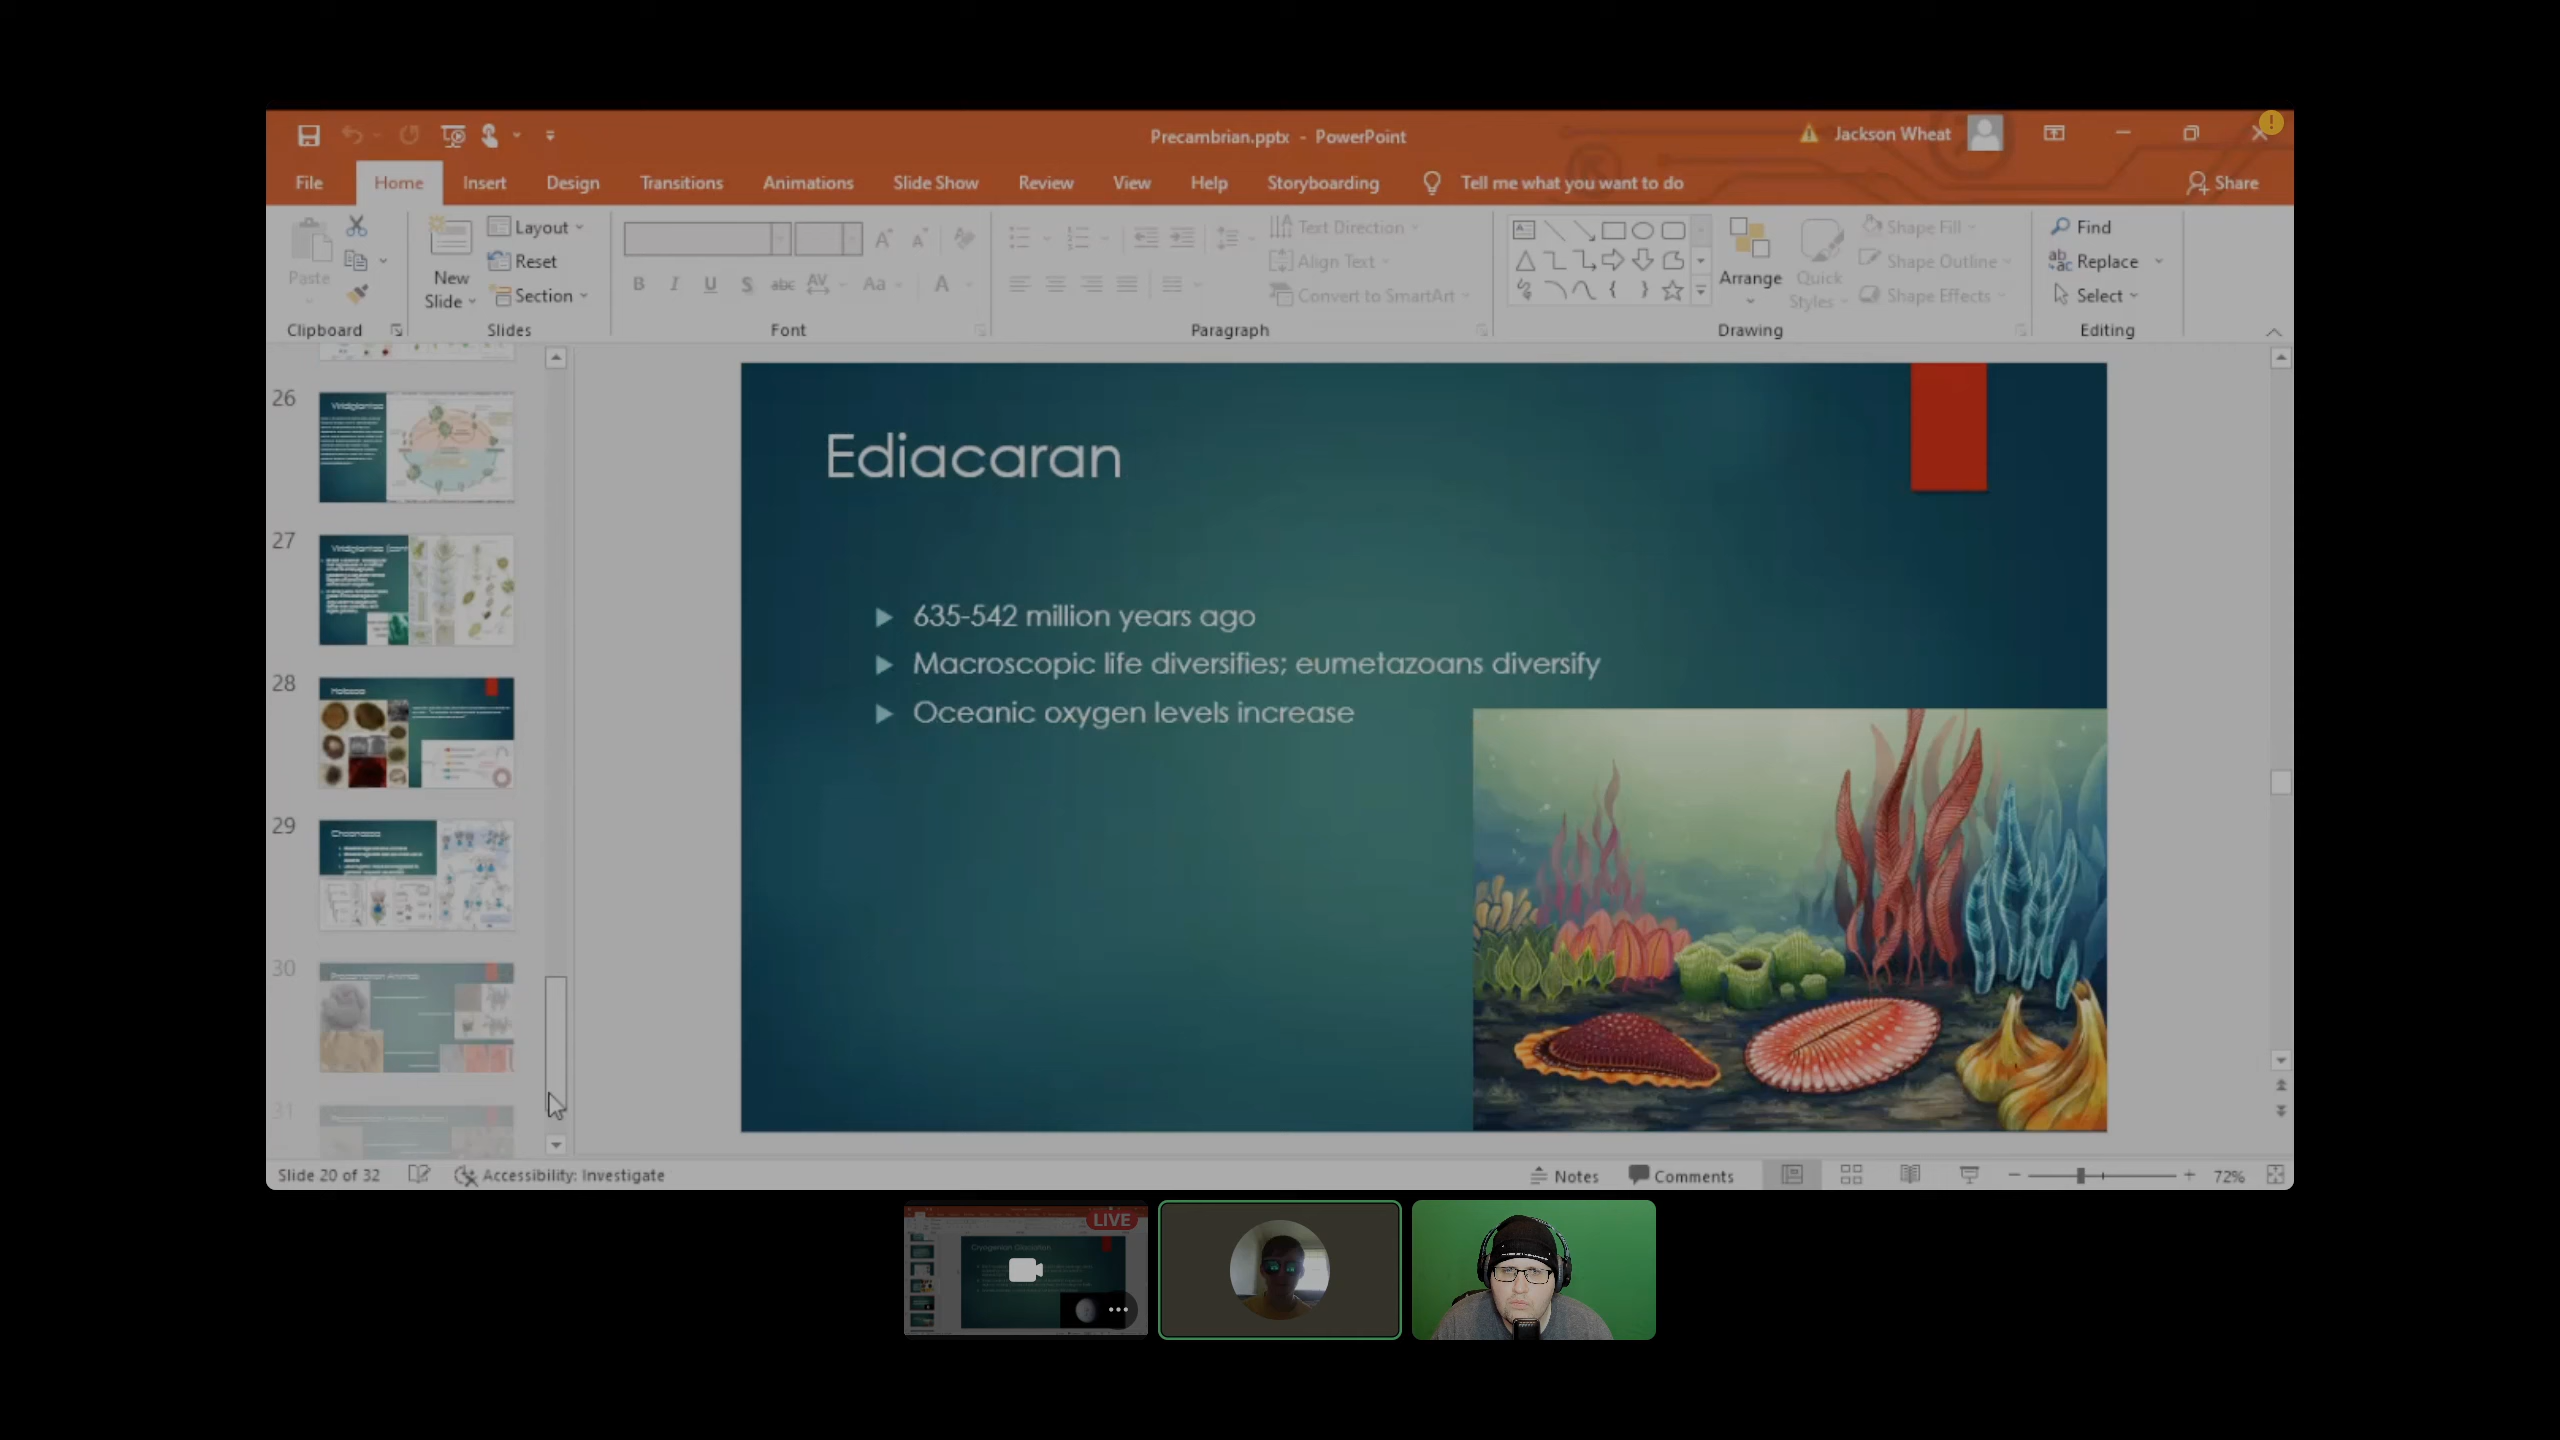 Precambrian.pptx - PowerPoint
Jackson Wheat
File Home Insert Design Transitions Animations Slide Show Review View Help Storyboarding Tell me what you want to do Share
Paste
New
Slide
Layout
Reset
Section
B I U S abc AV Aa A
Text Direction
Align Text
Convert to SmartArt
Arrange
Quick
Styles
Shape Fill
Shape Outline
Shape Effects
Find
Replace
Select
Clipboard Slides Font Paragraph Drawing Editing
26
27
28
29
30
31
Ediacaran
635-542 million years ago
Macroscopic life diversifies; eumetazoans diversify
Oceanic oxygen levels increase
Slide 20 of 32 Accessibility: Investigate Notes Comments 72%
LIVE